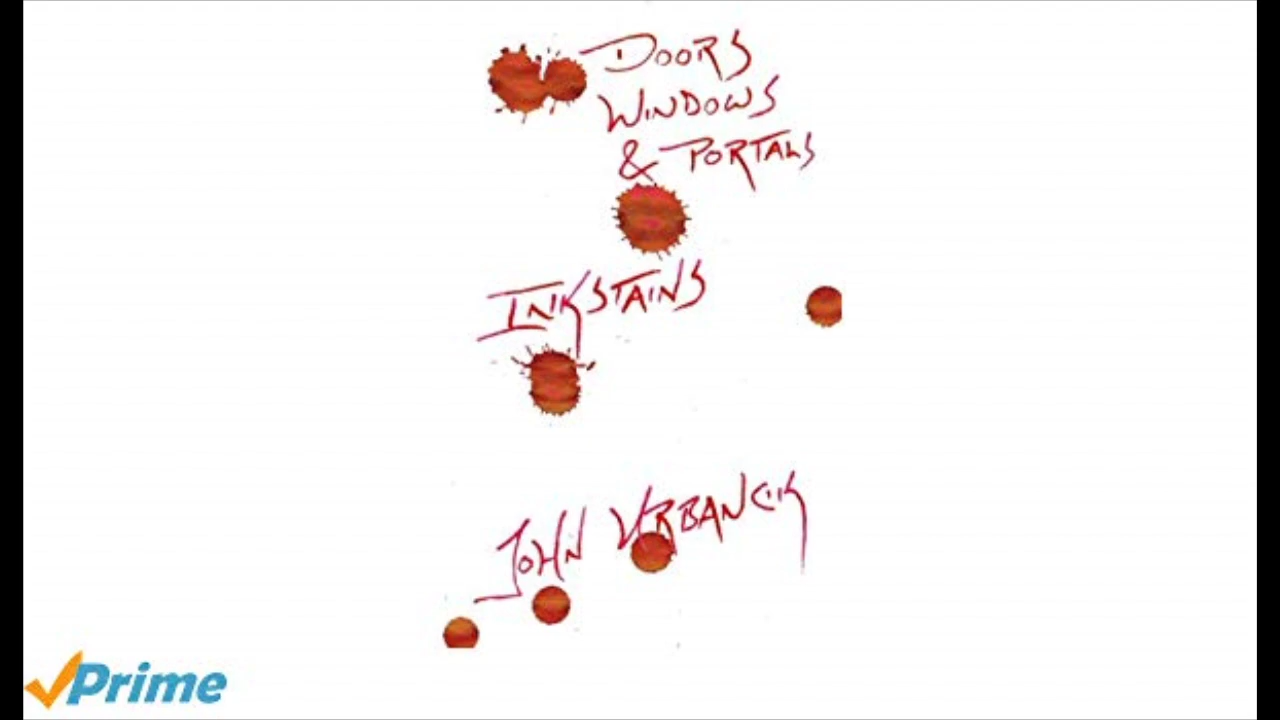 DOORS
WINDOWS
& PORTALS
INKSTAINS
JOHN URBANCIK
Prime